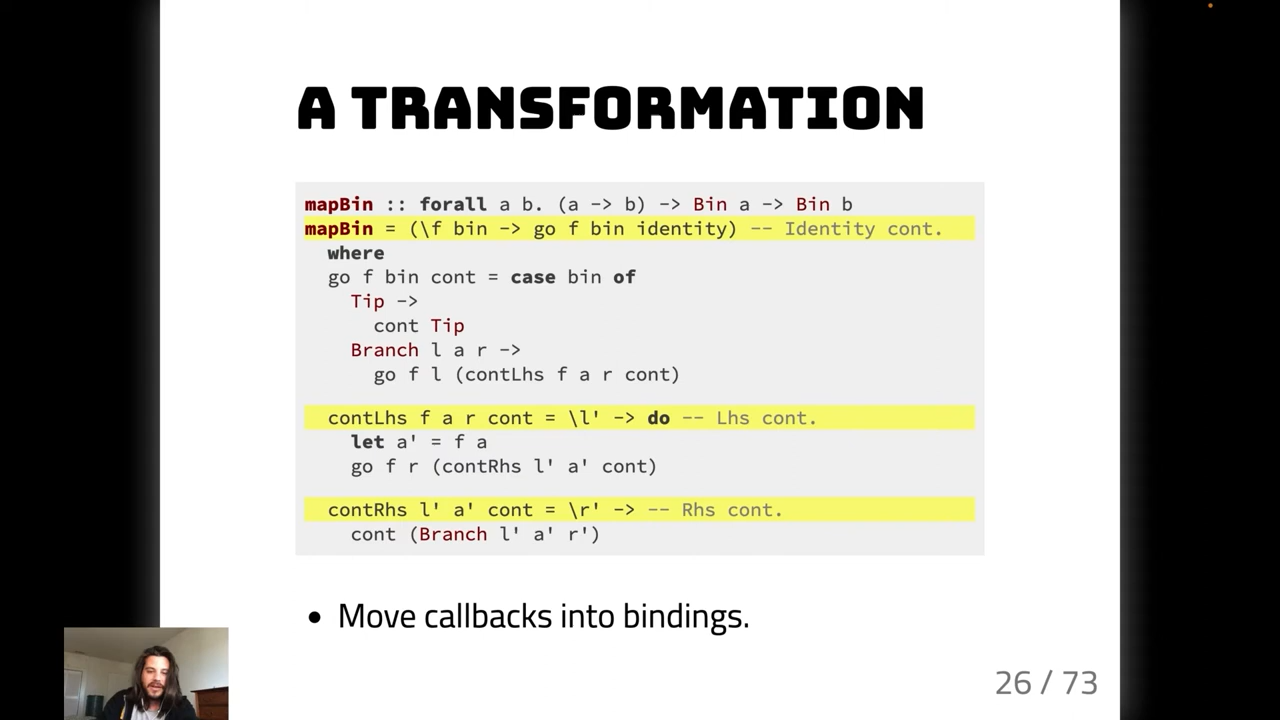 A TRANSFORMATION
mapBin :: forall a b. (a -> b) -> Bin a -> Bin b
mapBin = (\f bin -> go f bin identity) -- Identity cont.
  where
  go f bin cont = case bin of
    Tip ->
      cont Tip
    Branch l a r ->
      go f l (contLhs f a r cont)
  contLhs f a r cont = \l' -> do -- Lhs cont.
    let a' = f a
    go f r (contRhs l' a' cont)
  contRhs l' a' cont = \r' -> -- Rhs cont.
    cont (Branch l' a' r')
• Move callbacks into bindings.
26 / 73